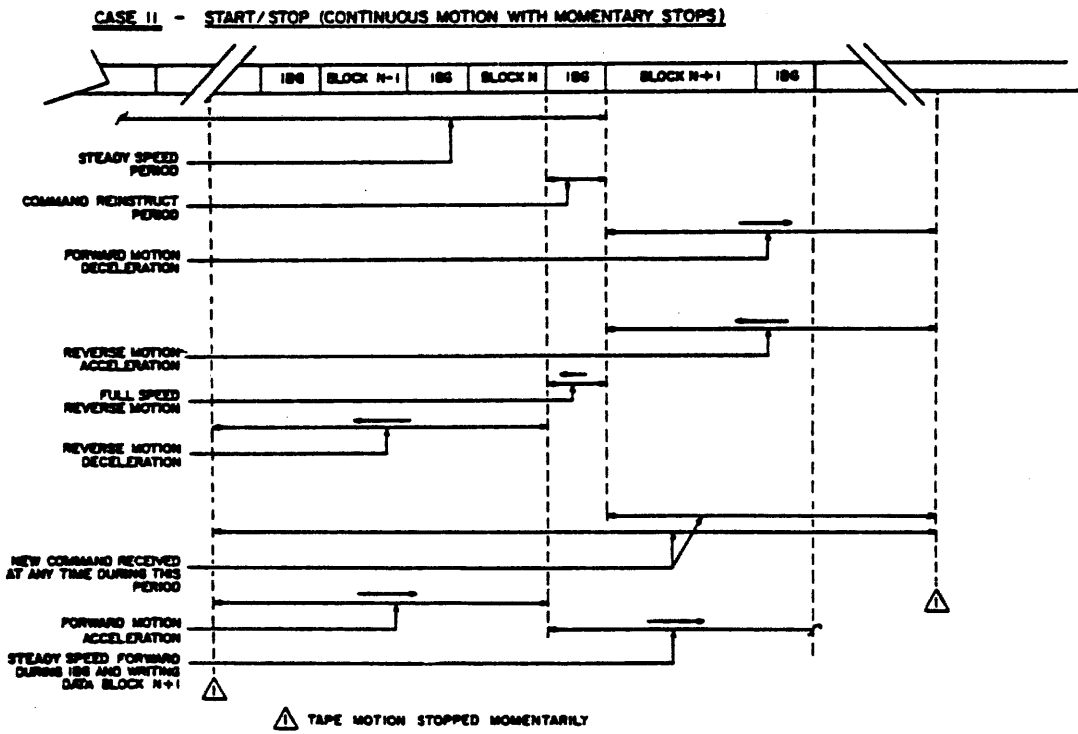 CASE II - START/STOP (CONTINUOUS MOTION WITH MOMENTARY STOPS)
IBG BLOCK N-1 IBG BLOCK N IBG BLOCK N+1 IBG
STEADY SPEED
PERIOD
COMMAND REINSTRUCT
PERIOD
FORWARD MOTION
DECELERATION
REVERSE MOTION
ACCELERATION
FULL SPEED
REVERSE MOTION
REVERSE MOTION
DECELERATION
NEW COMMAND RECEIVED
AT ANY TIME DURING THIS
PERIOD
FORWARD MOTION
ACCELERATION
STEADY SPEED FORWARD
DURING IBG AND WRITING
DATA BLOCK N+1
1
1
1 TAPE MOTION STOPPED MOMENTARILY